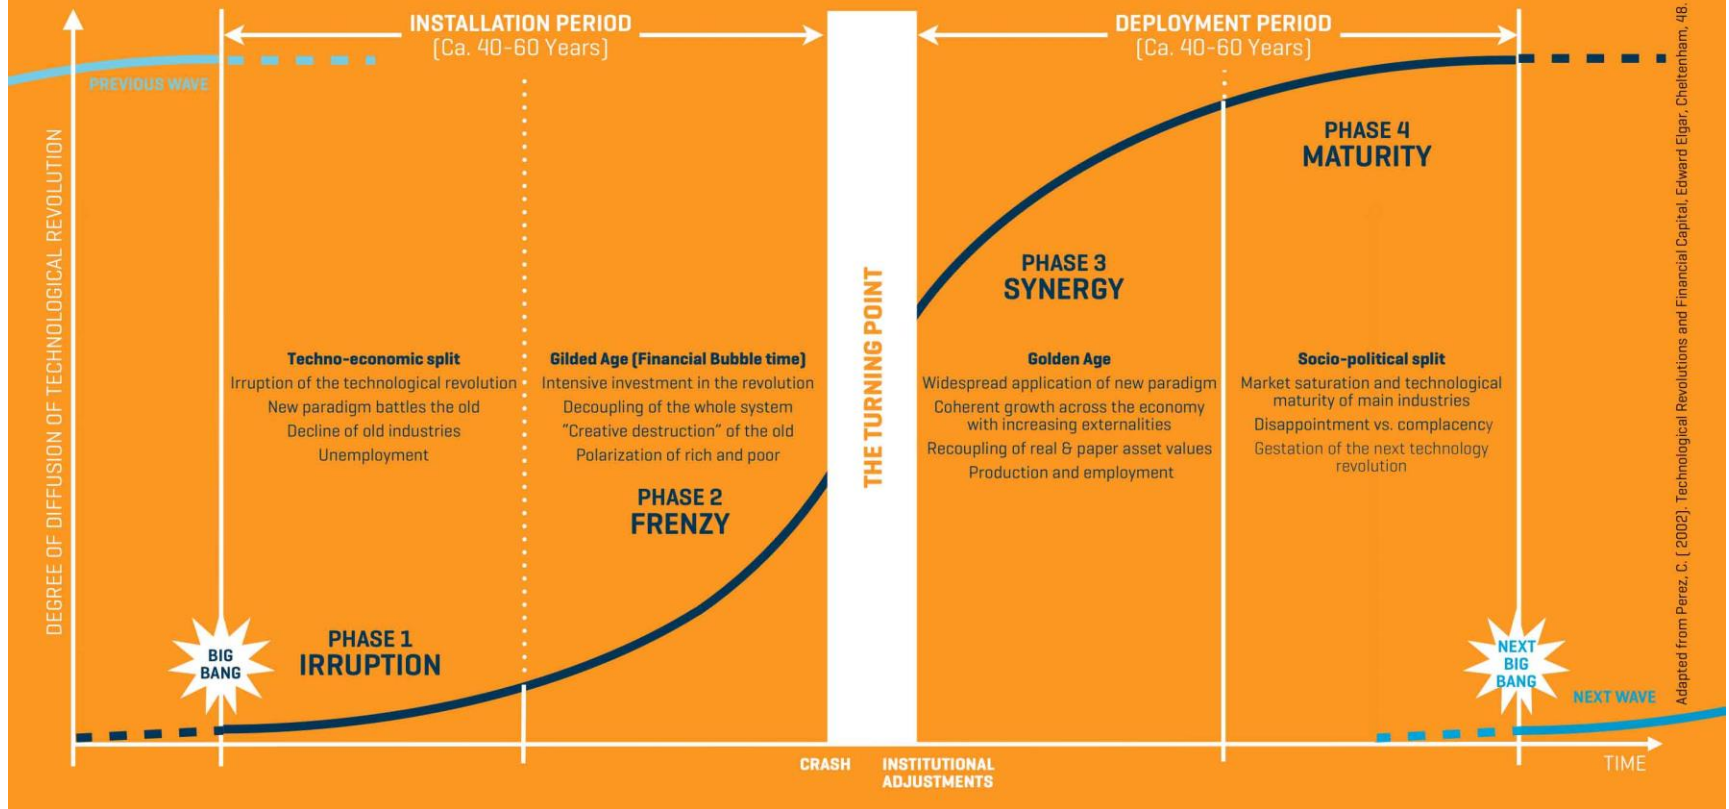 INSTALLATION PERIOD
[Ca. 40-60 Years]
DEPLOYMENT PERIOD
[Ca. 40-60 Years]
PREVIOUS WAVE
DEGREE OF DIFFUSION OF TECHNOLOGICAL REVOLUTION
Techno-economic split
Irruption of the technological revolution
New paradigm battles the old
Decline of old industries
Unemployment
Gilded Age [Financial Bubble time]
Intensive investment in the revolution
Decoupling of the whole system
"Creative destruction" of the old
Polarization of rich and poor
PHASE 1
IRRUPTION
PHASE 2
FRENZY
THE TURNING POINT
PHASE 3
SYNERGY
PHASE 4
MATURITY
Golden Age
Widespread application of new paradigm
Coherent growth across the economy
with increasing externalities
Recoupling of real & paper asset values
Production and employment
Socio-political split
Market saturation and technological
maturity of main industries
Disappointment vs. complacency
Gestation of the next technology
revolution
BIG
BANG
NEXT
BIG
BANG
NEXT WAVE
CRASH
INSTITUTIONAL
ADJUSTMENTS
TIME
Adapted from Perez, C. [ 2002]. Technological Revolutions and Financial Capital, Edward Elgar, Cheltenham, 48.